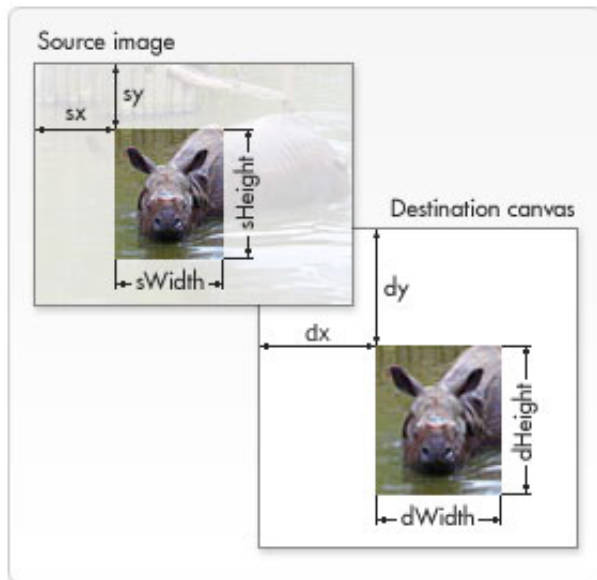 Source image
sy
sx
sHeight
sWidth
Destination canvas
dy
dx
dHeight
dWidth